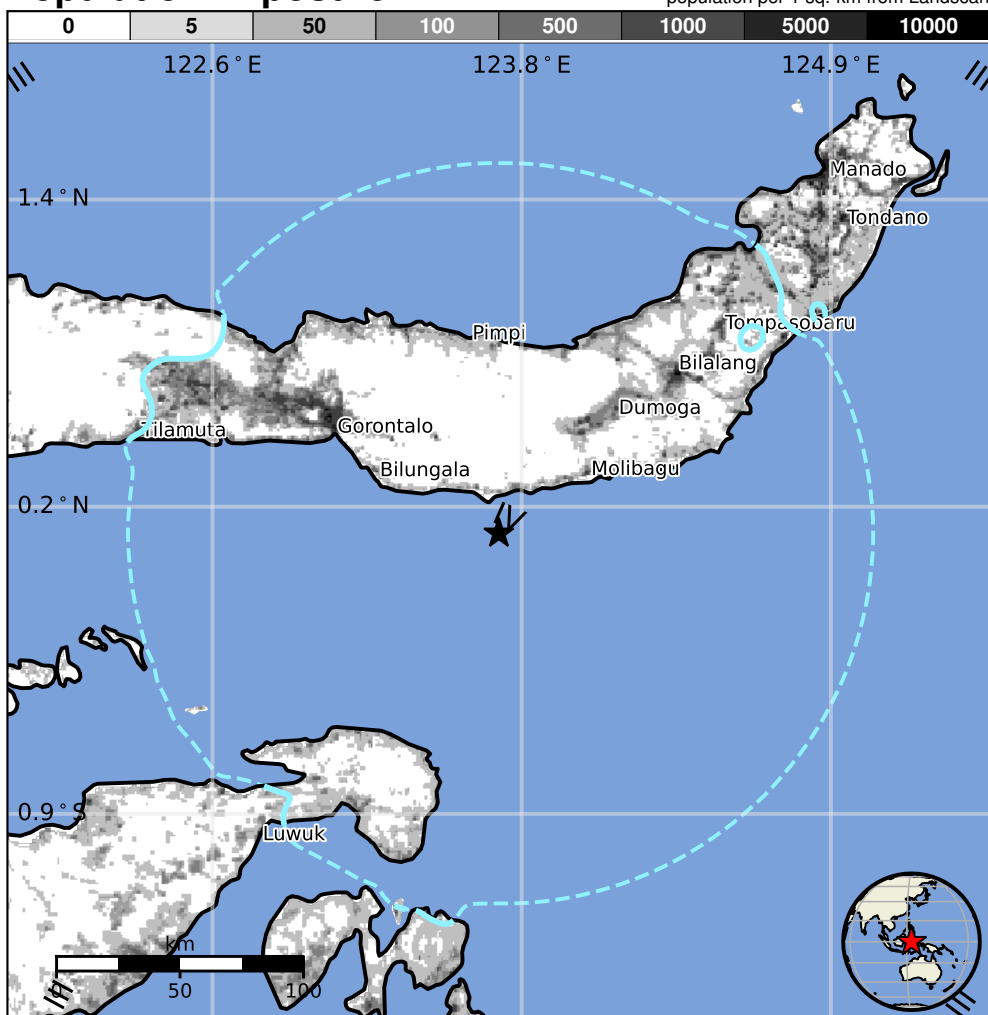 population per 1 sq. km from Landscan
0 5 50 100 500 1000 5000 10000
122.6°E 123.8°E 124.9°E
Manado
1.4°N
Tondano
Tompasobaru
Pimpi
Bilalang
Dumoga
Tilamuta
Gorontalo
Bilungala
Molibagu
0.2°N
0.9°S
Luwuk
km
0 50 100